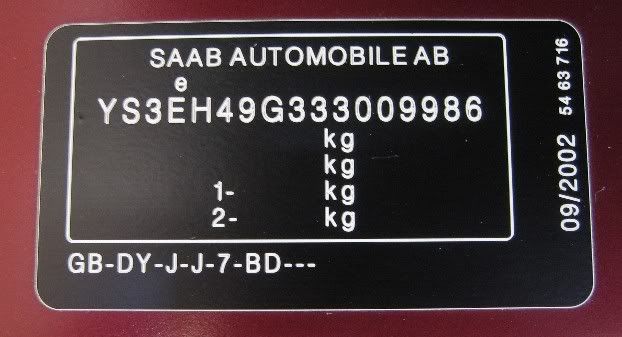 SAAB AUTOMOBILE AB
e
YS3EH49G333009986
kg
kg
1- kg
2- kg
GB-DY-J-J-7-BD---
09/2002 54 63 716